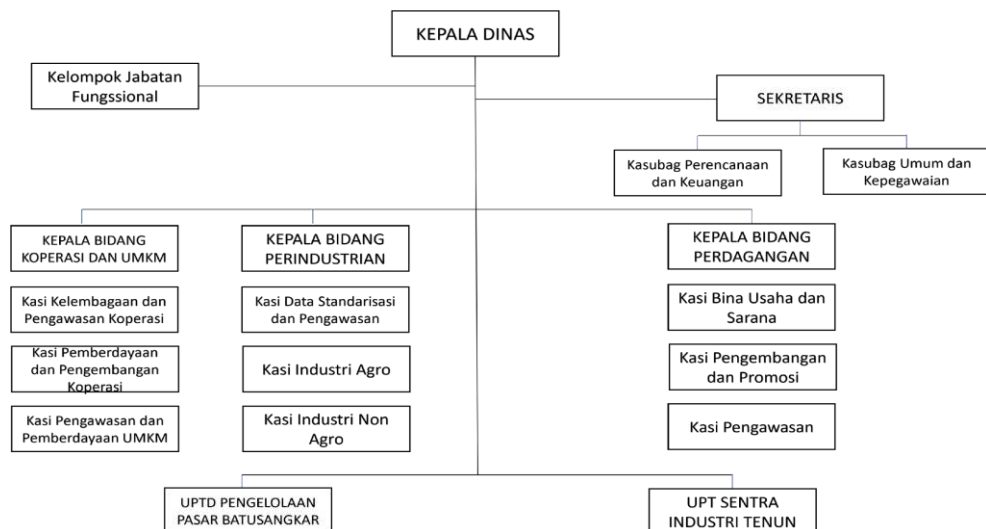 KEPALA DINAS
Kelompok Jabatan
Fungssional
SEKRETARIS
Kasubag Perencanaan
dan Keuangan
Kasubag Umum dan
Kepegawaian
KEPALA BIDANG
KOPERASI DAN UMKM
KEPALA BIDANG
PERINDUSTRIAN
KEPALA BIDANG
PERDAGANGAN
Kasi Kelembagaan dan
Pengawasan Koperasi
Kasi Data Standarisasi
dan Pengawasan
Kasi Bina Usaha dan
Sarana
Kasi Pemberdayaan
dan Pengembangan
Koperasi
Kasi Industri Agro
Kasi Pengembangan
dan Promosi
Kasi Pengawasan dan
Pemberdayaan UMKM
Kasi Industri Non
Agro
Kasi Pengawasan
UPTD PENGELOLAAN
PASAR BATUSANGKAR
UPT SENTRA
INDUSTRI TENUN